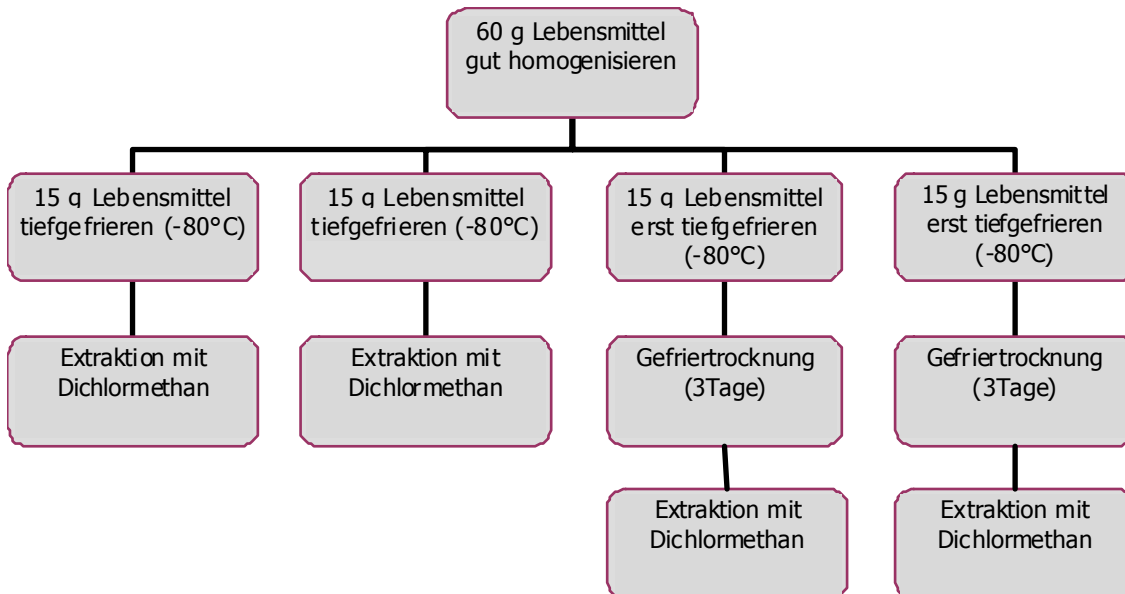 60 g Lebensmittel
gut homogenisieren
15 g Lebensmittel
tiefgefrieren (-80°C)
15 g Lebensmittel
tiefgefrieren (-80°C)
15 g Lebensmittel
erst tiefgefrieren
(-80°C)
15 g Lebensmittel
erst tiefgefrieren
(-80°C)
Extraktion mit
Dichlormethan
Extraktion mit
Dichlormethan
Gefriertrocknung
(3Tage)
Gefriertrocknung
(3Tage)
Extraktion mit
Dichlormethan
Extraktion mit
Dichlormethan